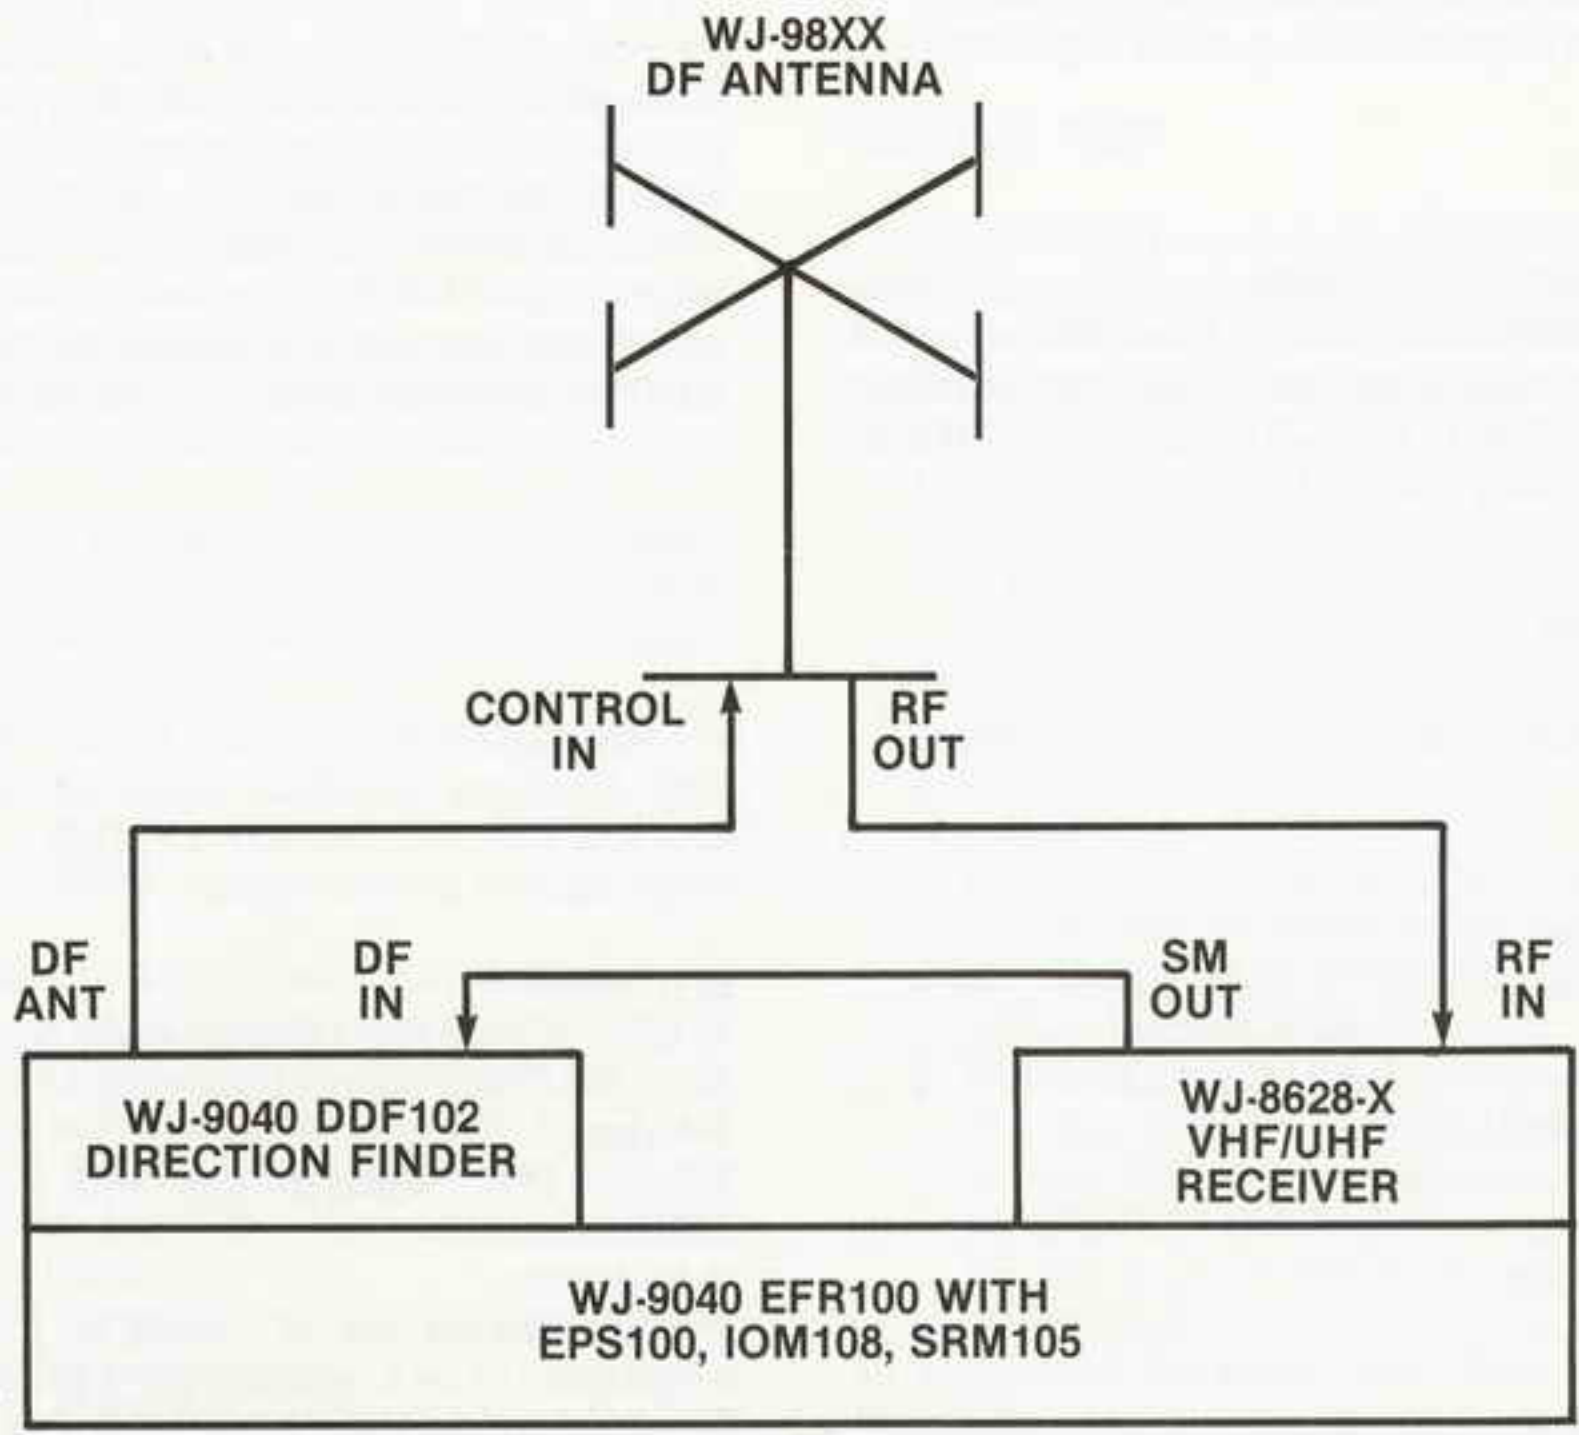 WJ-98XX
DF ANTENNA
CONTROL
IN
RF
OUT
DF
ANT
DF
IN
SM
OUT
RF
IN
WJ-9040 DDF102
DIRECTION FINDER
WJ-8628-X
VHF/UHF
RECEIVER
WJ-9040 EFR100 WITH
EPS100, IOM108, SRM105